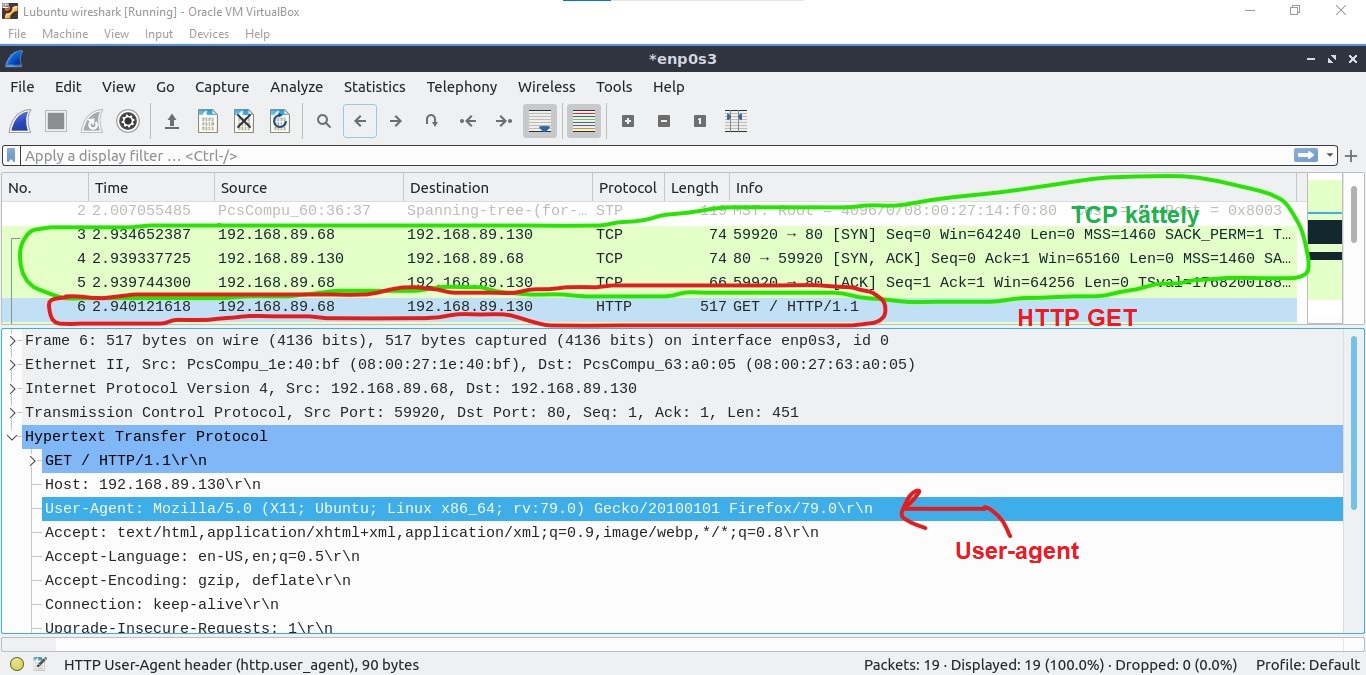 Lubuntu wireshark [Running] - Oracle VM VirtualBox
File Machine View Input Devices Help
*enp0s3
File Edit View Go Capture Analyze Statistics Telephony Wireless Tools Help
Apply a display filter ... <Ctrl-/>
No. Time Source Destination Protocol Length Info
2 2.007055485 PcsCompu_60:36:37 Spanning-tree-(for-… STP 119 MST. Root = 4096/0/08:00:27:14:f0:80 Port = 0x8003
TCP kättely
3 2.934652387 192.168.89.68 192.168.89.130 TCP 74 59920 → 80 [SYN] Seq=0 Win=64240 Len=0 MSS=1460 SACK_PERM=1 T…
4 2.939337725 192.168.89.130 192.168.89.68 TCP 74 80 → 59920 [SYN, ACK] Seq=0 Ack=1 Win=65160 Len=0 MSS=1460 SA…
5 2.939744300 192.168.89.68 192.168.89.130 TCP 66 59920 → 80 [ACK] Seq=1 Ack=1 Win=64256 Len=0 TSval=1768200188…
6 2.940121618 192.168.89.68 192.168.89.130 HTTP 517 GET / HTTP/1.1
HTTP GET
Frame 6: 517 bytes on wire (4136 bits), 517 bytes captured (4136 bits) on interface enp0s3, id 0
Ethernet II, Src: PcsCompu_1e:40:bf (08:00:27:1e:40:bf), Dst: PcsCompu_63:a0:05 (08:00:27:63:a0:05)
Internet Protocol Version 4, Src: 192.168.89.68, Dst: 192.168.89.130
Transmission Control Protocol, Src Port: 59920, Dst Port: 80, Seq: 1, Ack: 1, Len: 451
Hypertext Transfer Protocol
GET / HTTP/1.1\r\n
Host: 192.168.89.130\r\n
User-Agent: Mozilla/5.0 (X11; Ubuntu; Linux x86_64; rv:79.0) Gecko/20100101 Firefox/79.0\r\n
Accept: text/html,application/xhtml+xml,application/xml;q=0.9,image/webp,*/*;q=0.8\r\n
User-agent
Accept-Language: en-US,en;q=0.5\r\n
Accept-Encoding: gzip, deflate\r\n
Connection: keep-alive\r\n
Upgrade-Insecure-Requests: 1\r\n
HTTP User-Agent header (http.user_agent), 90 bytes
Packets: 19 · Displayed: 19 (100.0%) · Dropped: 0 (0.0%) Profile: Default